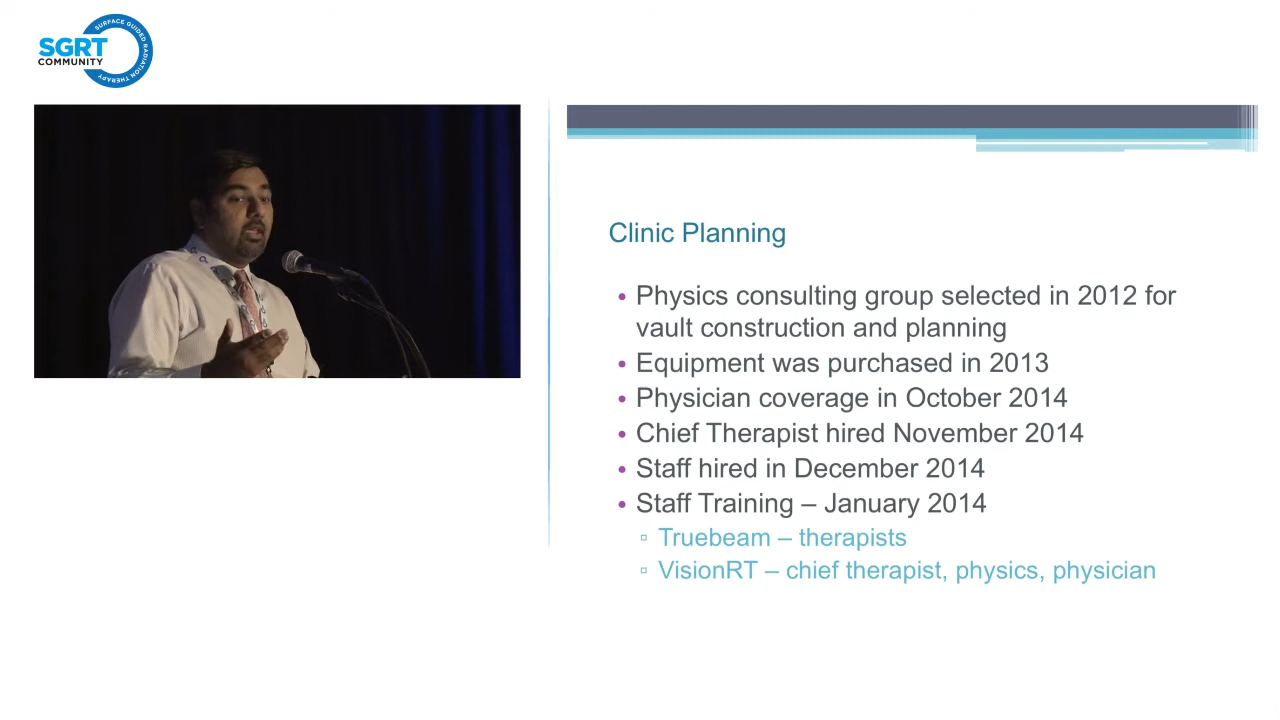 SGRT
COMMUNITY
SURFACE GUIDED RADIATION THERAPY
Clinic Planning
• Physics consulting group selected in 2012 for
vault construction and planning
• Equipment was purchased in 2013
• Physician coverage in October 2014
• Chief Therapist hired November 2014
• Staff hired in December 2014
• Staff Training – January 2014
▫ Truebeam – therapists
▫ VisionRT – chief therapist, physics, physician